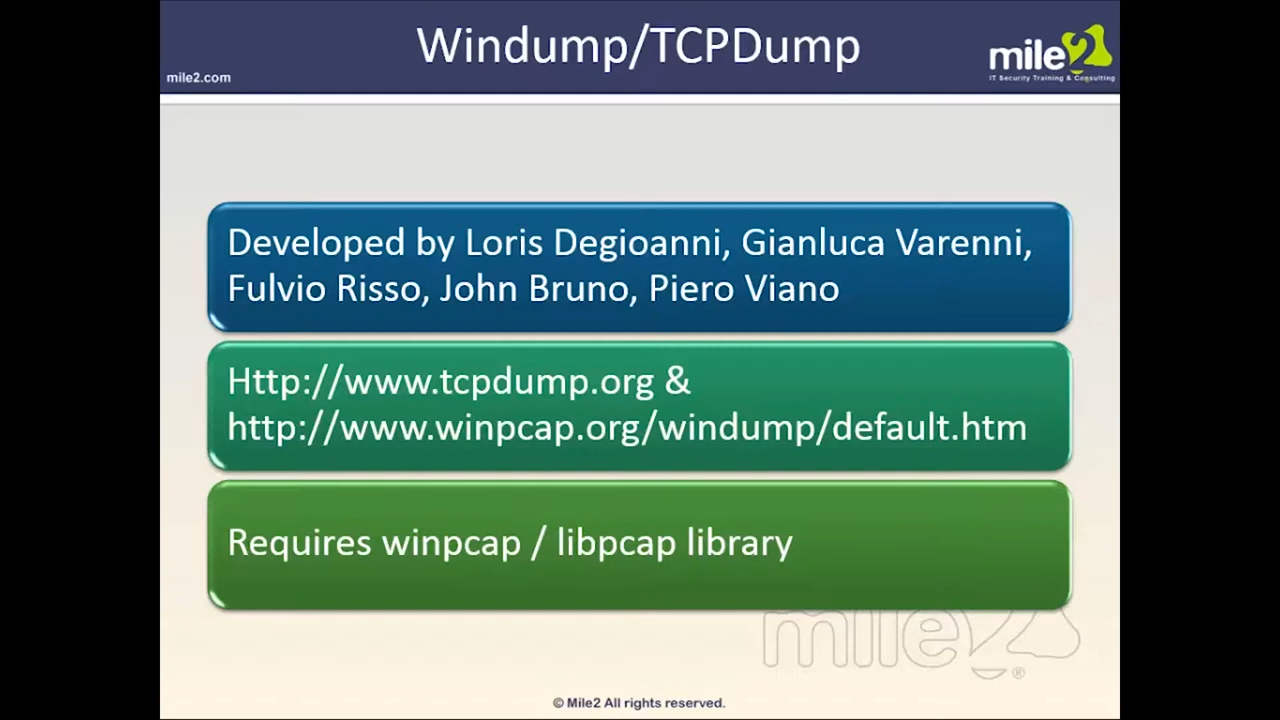 Windump/TCPDump
mile2
IT Security Training & Consulting
mile2.com
Developed by Loris Degioanni, Gianluca Varenni,
Fulvio Risso, John Bruno, Piero Viano
Http://www.tcpdump.org &
http://www.winpcap.org/windump/default.htm
Requires winpcap / libpcap library
mile2 ®
© Mile2 All rights reserved.